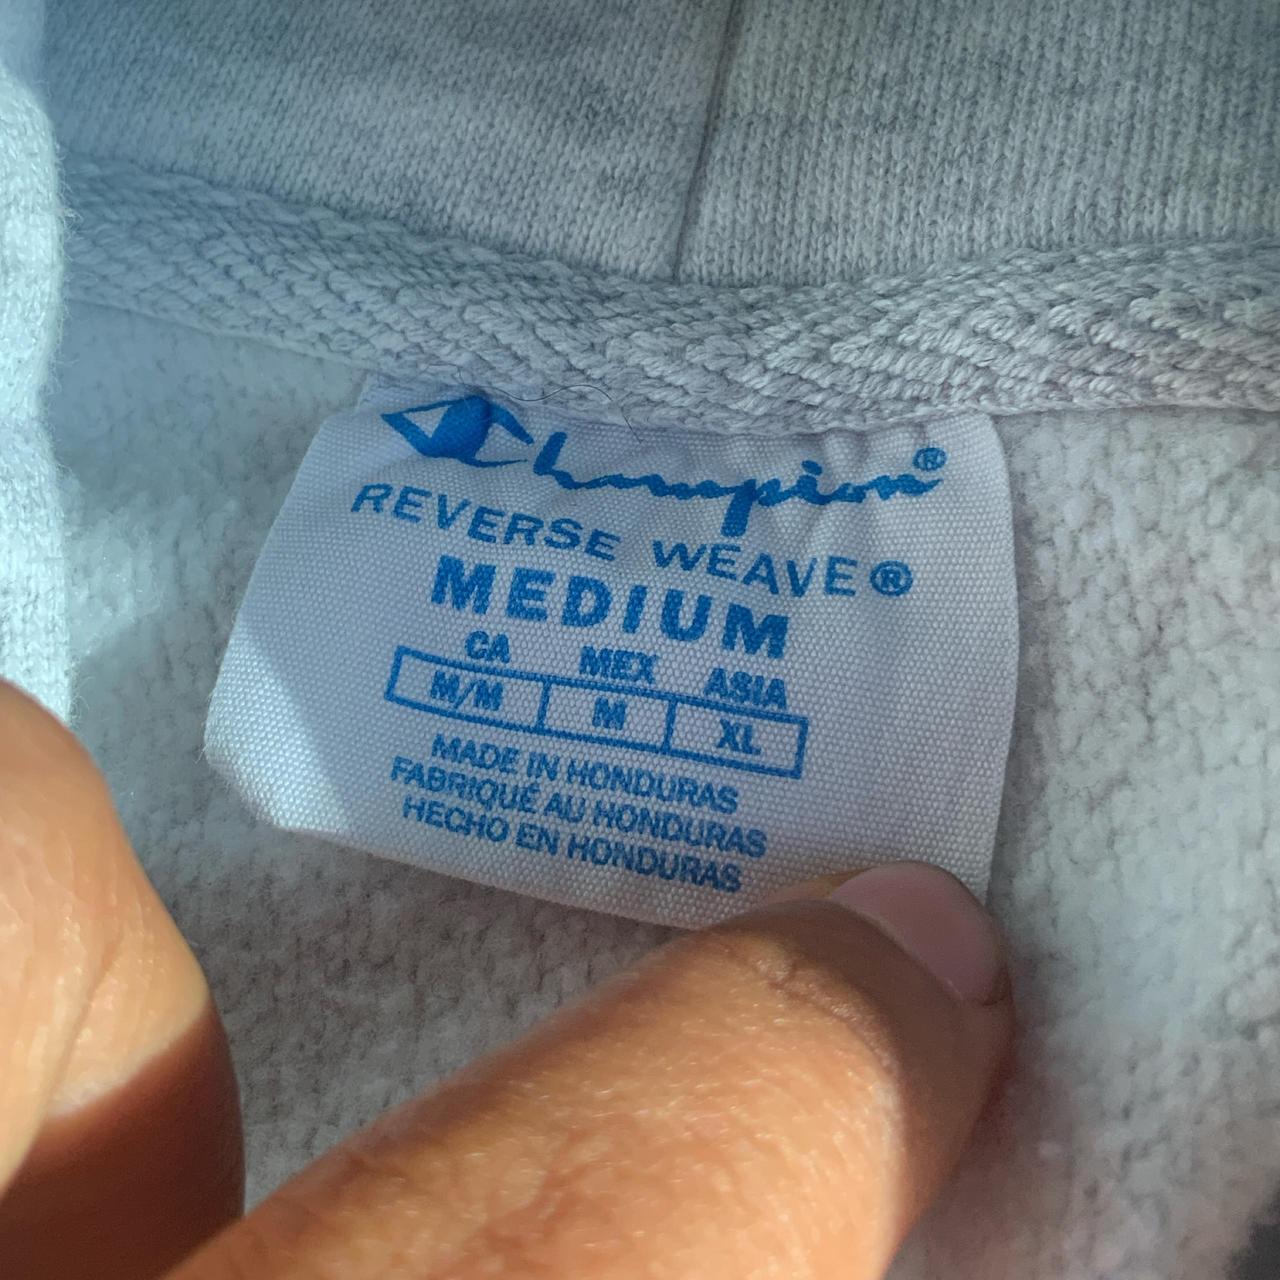 Champion®
REVERSE WEAVE®
MEDIUM
CA MEX ASIA
M/M M XL
MADE IN HONDURAS
FABRIQUÉ AU HONDURAS
HECHO EN HONDURAS